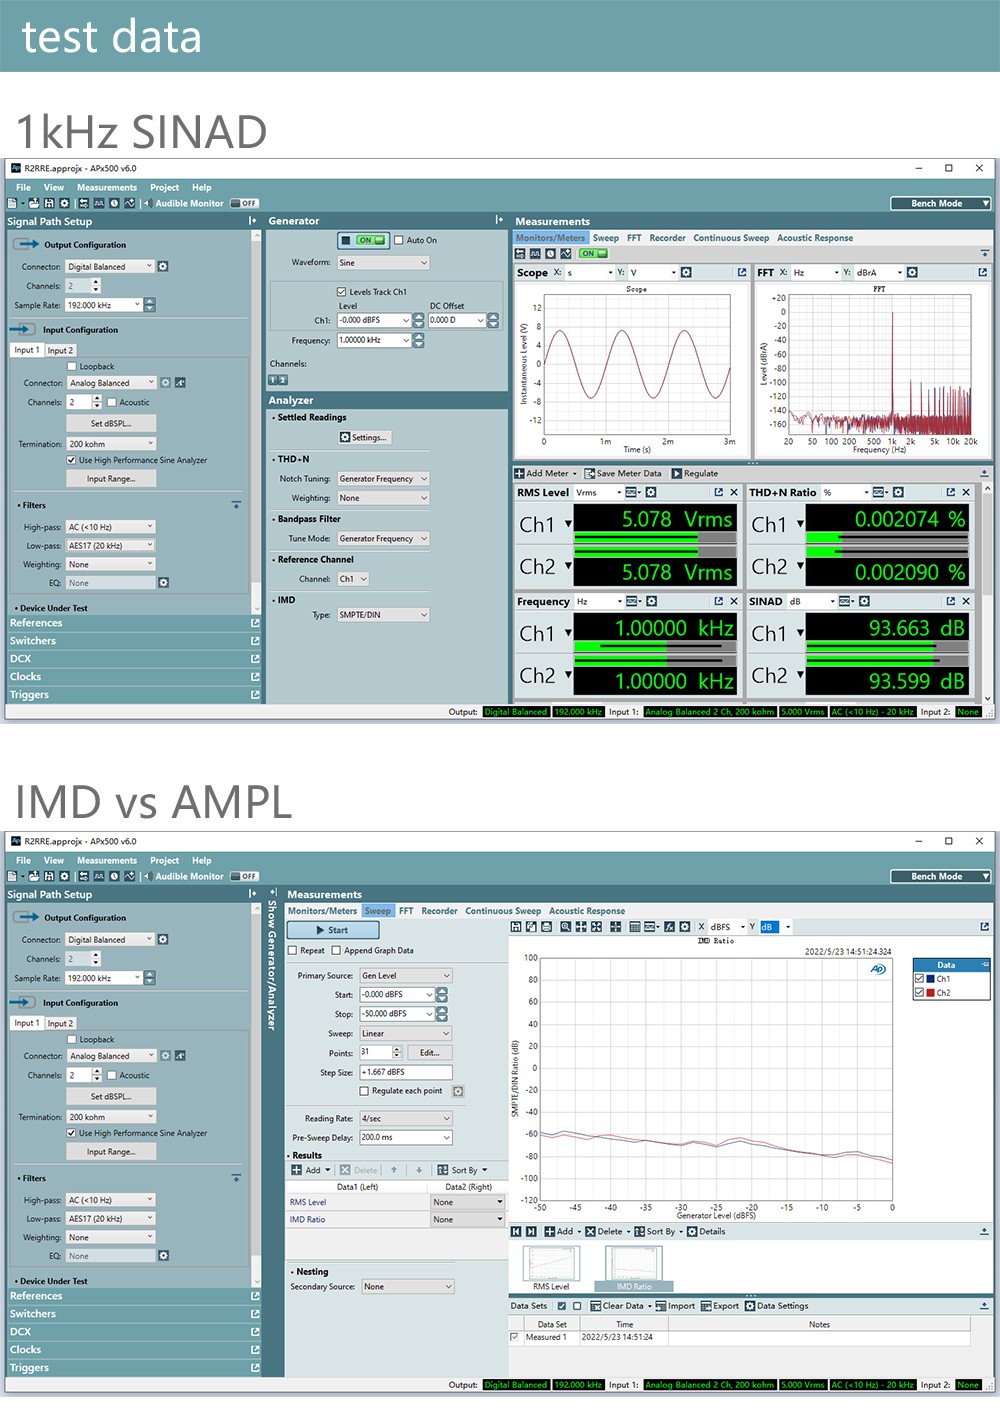 test data
1kHz SINAD
R2RRE.approjx - APx500 v6.0
File View Measurements Project Help
Audible Monitor OFF Bench Mode
Signal Path Setup
Output Configuration
Connector: Digital Balanced
Channels: 2
Sample Rate: 192.000 kHz
Input Configuration
Input 1 Input 2
Loopback
Connector: Analog Balanced
Channels: 2 Acoustic
Set dBSPL...
Termination: 200 kohm
Use High Performance Sine Analyzer
Input Range...
Filters
High-pass: AC (<10 Hz)
Low-pass: AES17 (20 kHz)
Weighting: None
EQ: None
Device Under Test
References
Switchers
DCX
Clocks
Triggers
Generator
ON Auto On
Waveform: Sine
Levels Track Ch1
Level DC Offset
Ch1: -0.000 dBFS 0.000 D
Frequency: 1.00000 kHz
Channels:
1 2
Analyzer
Settled Readings
Settings...
THD+N
Notch Tuning: Generator Frequency
Weighting: None
Bandpass Filter
Tune Mode: Generator Frequency
Reference Channel
Channel: Ch1
IMD
Type: SMPTE/DIN
Measurements
Monitors/Meters Sweep FFT Recorder Continuous Sweep Acoustic Response
ON
Scope X: s Y: V
Scope
Instantaneous Level (V)
12
8
4
0
-4
-8
-12
0 1m 2m 3m
Time (s)
FFT X: Hz Y: dBrA
FFT
Level (dBrA)
+20
0
-20
-40
-60
-80
-100
-120
-140
-160
20 50 100 200 500 1k 2k 5k 10k 20k
Frequency (Hz)
Add Meter Save Meter Data Regulate
RMS Level Vrms
Ch1 5.078 Vrms
Ch2 5.078 Vrms
THD+N Ratio %
Ch1 0.002074 %
Ch2 0.002090 %
Frequency Hz
Ch1 1.00000 kHz
Ch2 1.00000 kHz
SINAD dB
Ch1 93.663 dB
Ch2 93.599 dB
Output: Digital Balanced 192.000 kHz Input 1: Analog Balanced 2 Ch, 200 kohm 5.000 Vrms AC (<10 Hz) - 20 kHz Input 2: None
IMD vs AMPL
R2RRE.approjx - APx500 v6.0
File View Measurements Project Help
Audible Monitor OFF Bench Mode
Signal Path Setup
Output Configuration
Connector: Digital Balanced
Channels: 2
Sample Rate: 192.000 kHz
Input Configuration
Input 1 Input 2
Loopback
Connector: Analog Balanced
Channels: 2 Acoustic
Set dBSPL...
Termination: 200 kohm
Use High Performance Sine Analyzer
Input Range...
Filters
High-pass: AC (<10 Hz)
Low-pass: AES17 (20 kHz)
Weighting: None
EQ: None
Device Under Test
References
Switchers
DCX
Clocks
Triggers
Show Generator/Analyzer
Measurements
Monitors/Meters Sweep FFT Recorder Continuous Sweep Acoustic Response
Start
Repeat Append Graph Data
Primary Source: Gen Level
Start: -0.000 dBFS
Stop: -50.000 dBFS
Sweep: Linear
Points: 31 Edit...
Step Size: +1.667 dBFS
Regulate each point
Reading Rate: 4/sec
Pre-Sweep Delay: 200.0 ms
Results
Add Delete Sort By
Data1 (Left) Data2 (Right)
RMS Level None
IMD Ratio None
Nesting
Secondary Source: None
X dBFS Y dB
IMD Ratio
2022/5/23 14:51:24.324
AP
SMPTE/DIN Ratio (dB)
100
80
60
40
20
0
-20
-40
-60
-80
-100
-120
-50 -45 -40 -35 -30 -25 -20 -15 -10 -5 0
Generator Level (dBFS)
Data
Ch1
Ch2
Add Delete Sort By Details
RMS Level IMD Ratio
Data Sets Clear Data Import Export Data Settings
Data Set Time Notes
Measured 1 2022/5/23 14:51:24
Output: Digital Balanced 192.000 kHz Input 1: Analog Balanced 2 Ch, 200 kohm 5.000 Vrms AC (<10 Hz) - 20 kHz Input 2: None